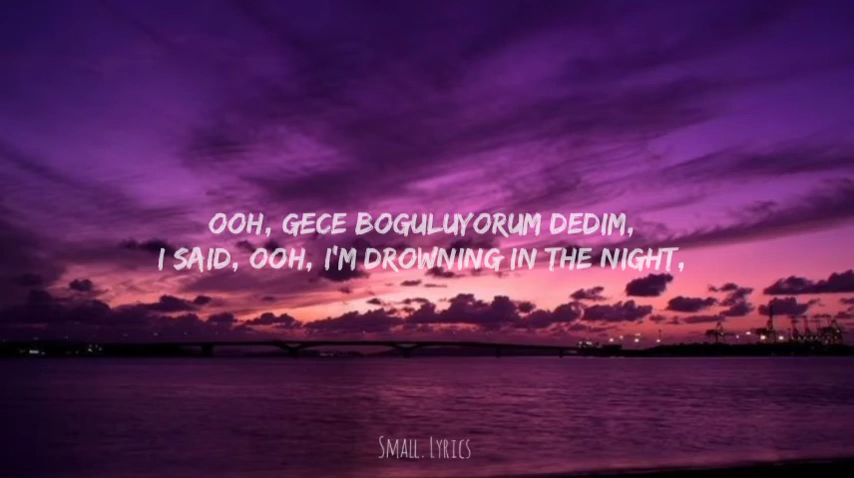 OOH, GECE BOGULUYORUM DEDIM,
I SAID, OOH, I'M DROWNING IN THE NIGHT,
SMALL. LYRICS